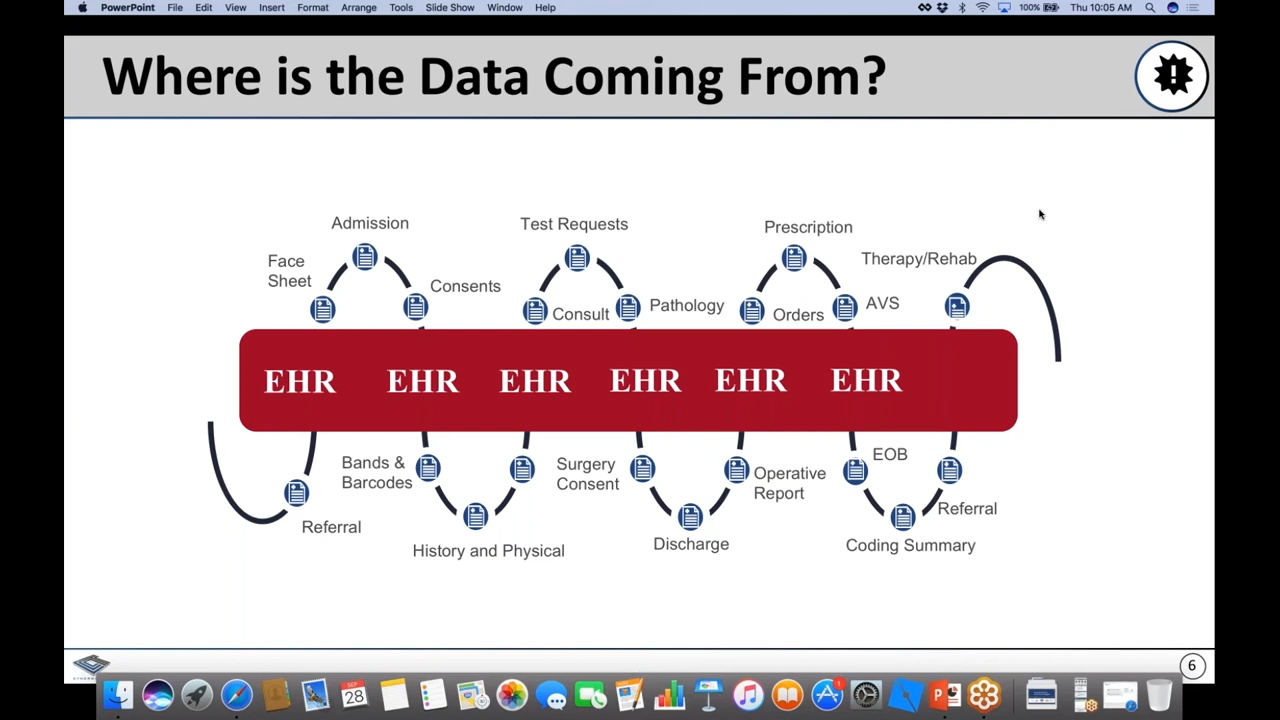 PowerPoint File Edit View Insert Format Arrange Tools Slide Show Window Help 100% Thu 10:05 AM
Where is the Data Coming From?
Admission
Test Requests
Prescription
Face
Sheet
Therapy/Rehab
Consents
Consult
Pathology
Orders
AVS
EHR EHR EHR EHR EHR EHR
Bands &
Barcodes
Surgery
Consent
Operative
Report
EOB
Referral
Referral
History and Physical
Discharge
Coding Summary
6
SEP
28
1